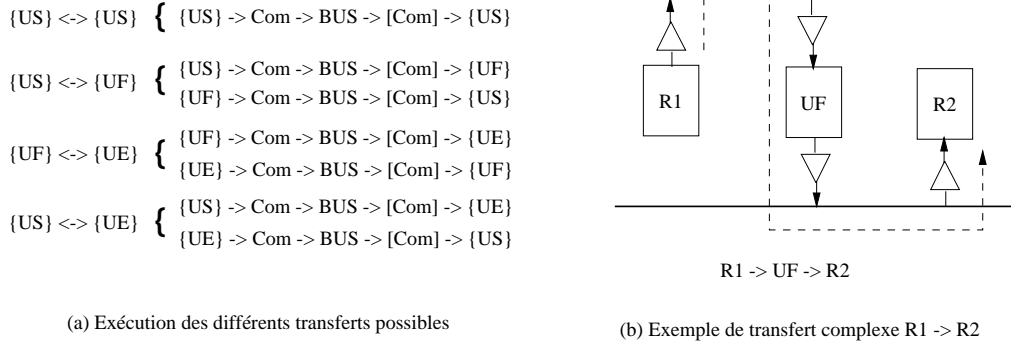 {US} <-> {US} { {US} -> Com -> BUS -> [Com] -> {US}
{US} <-> {UF} { {US} -> Com -> BUS -> [Com] -> {UF}
{UF} -> Com -> BUS -> [Com] -> {US}
{UF} <-> {UE} { {UF} -> Com -> BUS -> [Com] -> {UE}
{UE} -> Com -> BUS -> [Com] -> {UF}
{US} <-> {UE} { {US} -> Com -> BUS -> [Com] -> {UE}
{UE} -> Com -> BUS -> [Com] -> {US}
(a) Exécution des différents transferts possibles
R1
UF
R2
R1 -> UF -> R2
(b) Exemple de transfert complexe R1 -> R2